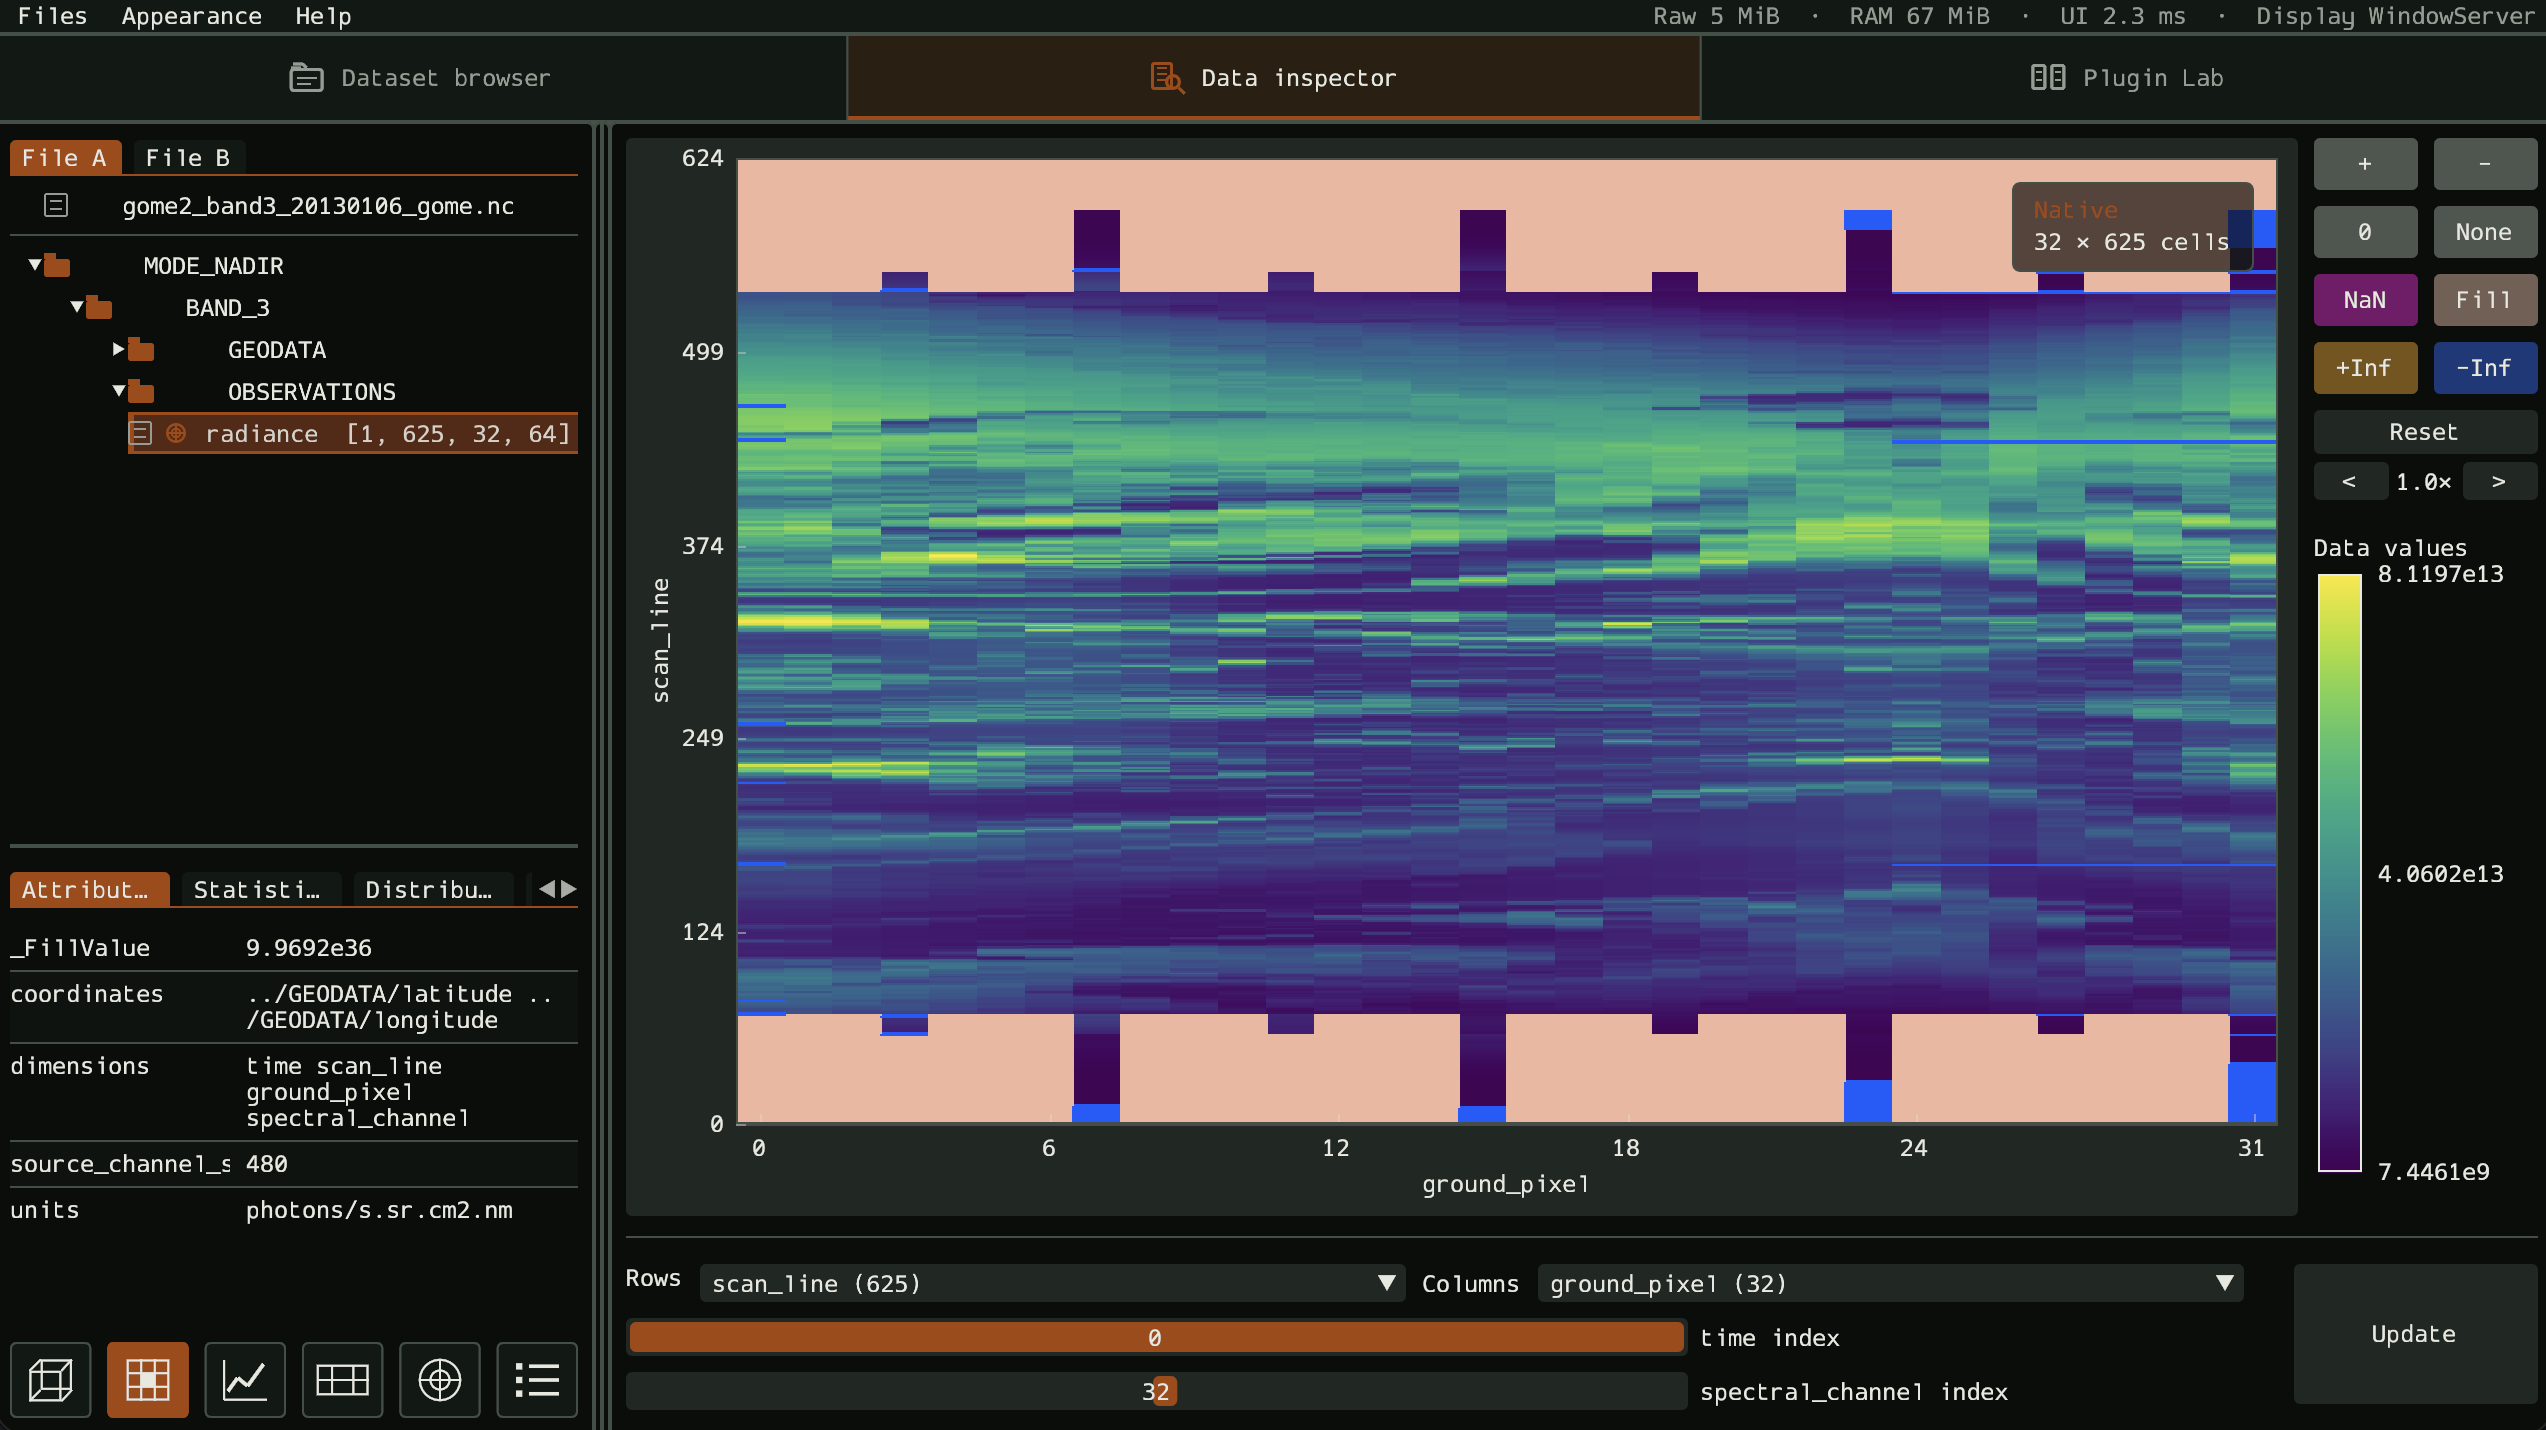 Files Appearance Help
Raw 5 MiB · RAM 67 MiB · UI 2.3 ms · Display WindowServer
Dataset browser
Data inspector
Plugin Lab
File A
File B
gome2_band3_20130106_gome.nc
MODE_NADIR
BAND_3
GEODATA
OBSERVATIONS
radiance [1, 625, 32, 64]
Attribut…
Statisti…
Distribu…
_FillValue 9.9692e36
coordinates ../GEODATA/latitude ..
/GEODATA/longitude
dimensions time scan_line
ground_pixel
spectral_channel
source_channel_s 480
units photons/s.sr.cm2.nm
624
499
374
249
124
0
scan_line
0 6 12 18 24 31
ground_pixel
Native
32 × 625 cells
+ -
0 None
NaN Fill
+Inf -Inf
Reset
< 1.0× >
Data values
8.1197e13
4.0602e13
7.4461e9
Rows scan_line (625) Columns ground_pixel (32)
0 time index
32 spectral_channel index
Update